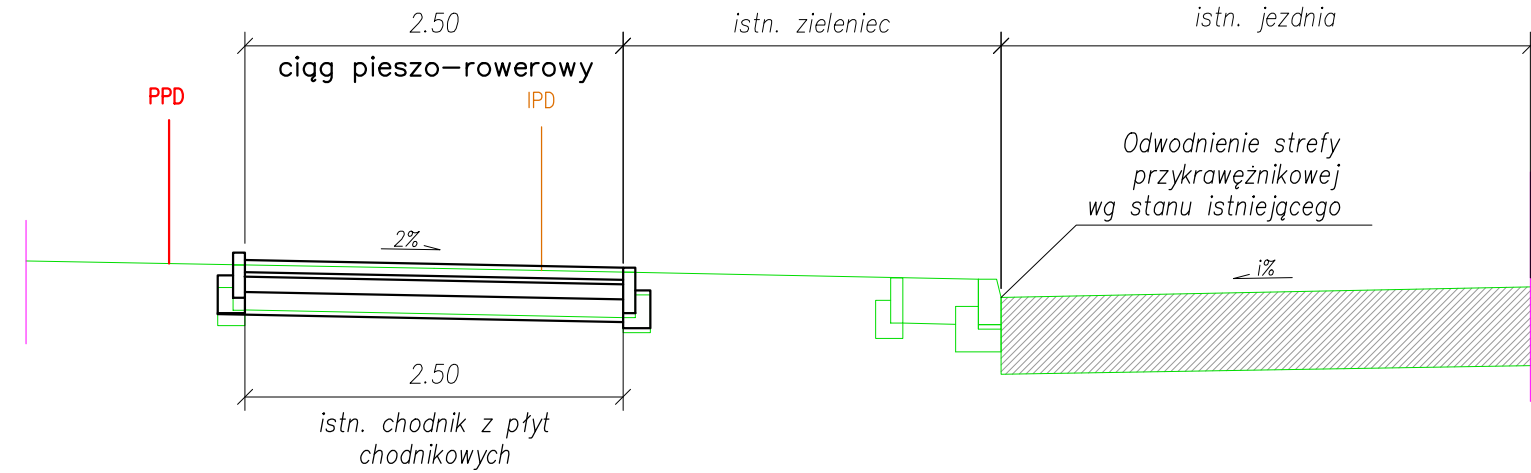 2.50
istn. zieleniec
istn. jezdnia
ciąg pieszo–rowerowy
PPD
IPD
Odwodnienie strefy
przykrawężnikowej
wg stanu istniejącego
2%
i%
2.50
istn. chodnik z płyt
chodnikowych